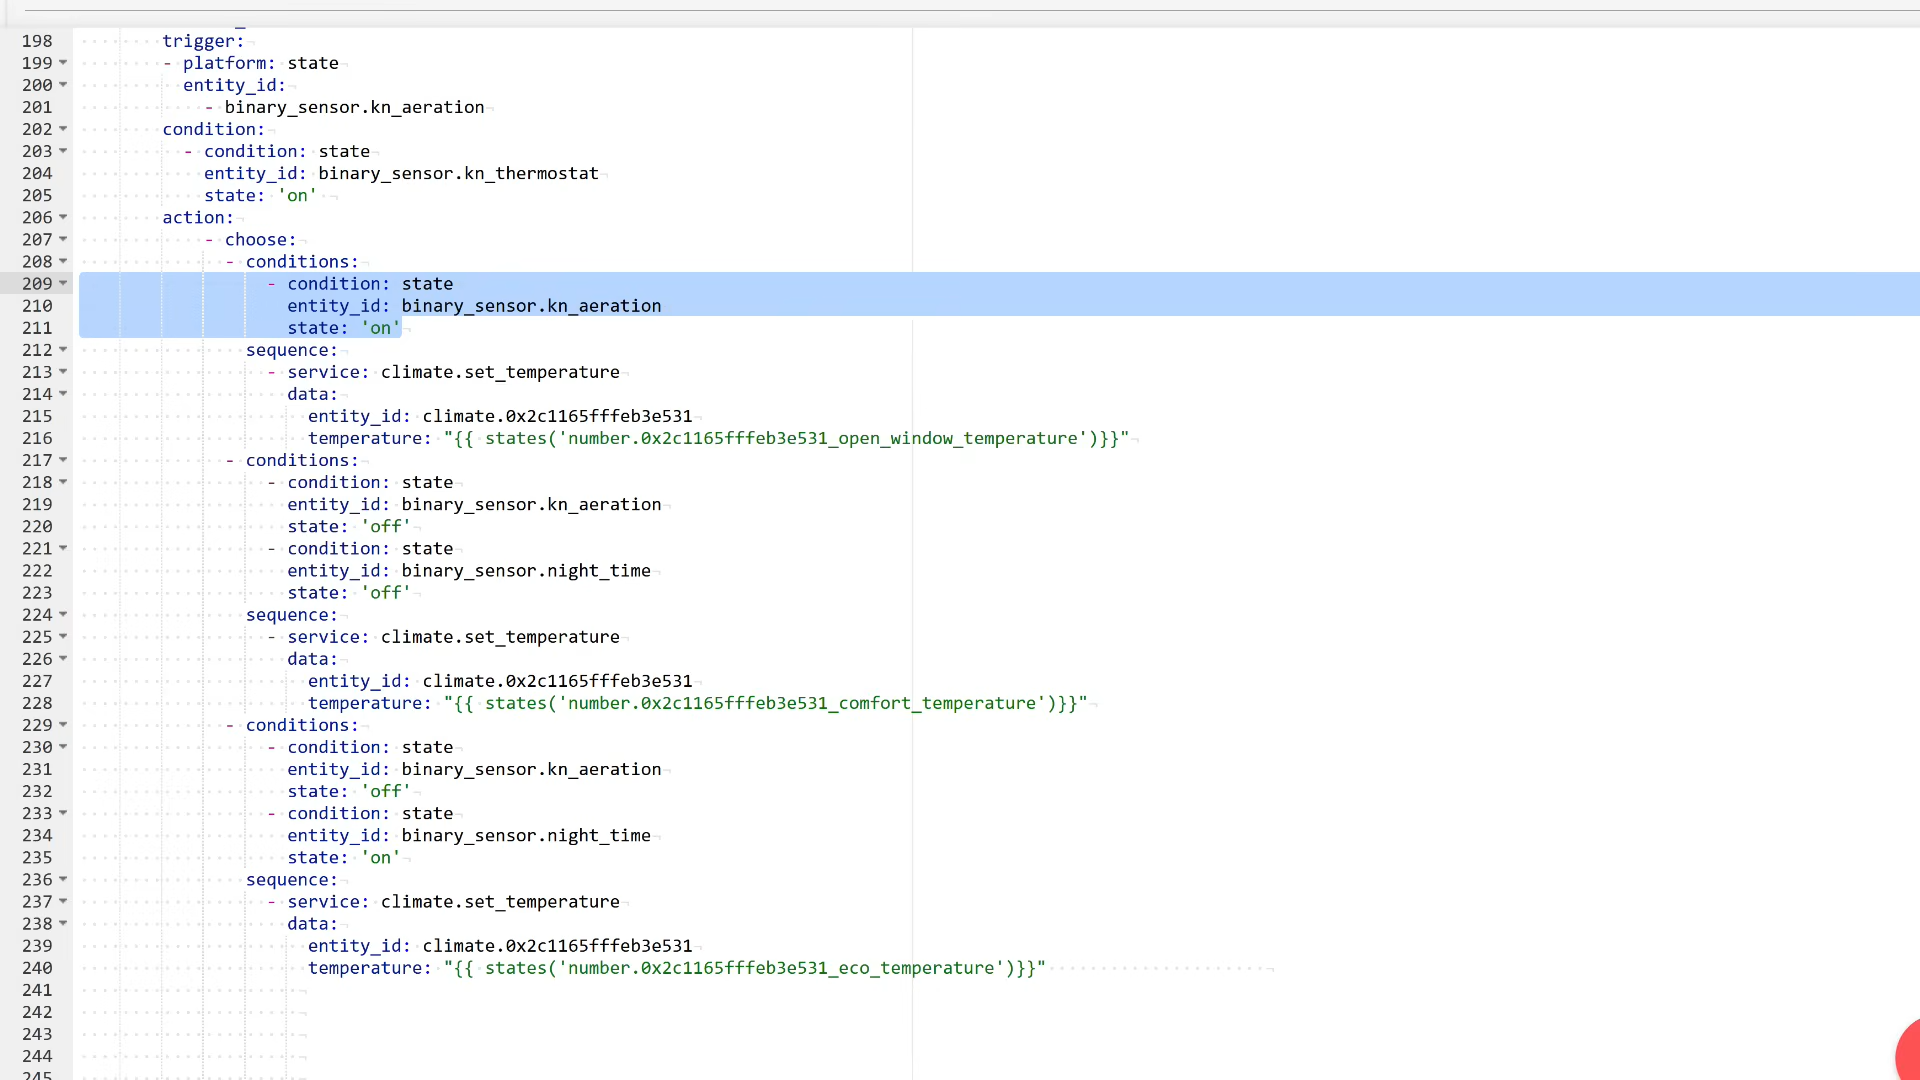 198 trigger:
199 - platform: state
200 entity_id:
201 - binary_sensor.kn_aeration
202 condition:
203 - condition: state
204 entity_id: binary_sensor.kn_thermostat
205 state: 'on'
206 action:
207 - choose:
208 - conditions:
209 - condition: state
210 entity_id: binary_sensor.kn_aeration
211 state: 'on'
212 sequence:
213 - service: climate.set_temperature
214 data:
215 entity_id: climate.0x2c1165fffeb3e531
216 temperature: "{{ states('number.0x2c1165fffeb3e531_open_window_temperature')}}"
217 - conditions:
218 - condition: state
219 entity_id: binary_sensor.kn_aeration
220 state: 'off'
221 - condition: state
222 entity_id: binary_sensor.night_time
223 state: 'off'
224 sequence:
225 - service: climate.set_temperature
226 data:
227 entity_id: climate.0x2c1165fffeb3e531
228 temperature: "{{ states('number.0x2c1165fffeb3e531_comfort_temperature')}}"
229 - conditions:
230 - condition: state
231 entity_id: binary_sensor.kn_aeration
232 state: 'off'
233 - condition: state
234 entity_id: binary_sensor.night_time
235 state: 'on'
236 sequence:
237 - service: climate.set_temperature
238 data:
239 entity_id: climate.0x2c1165fffeb3e531
240 temperature: "{{ states('number.0x2c1165fffeb3e531_eco_temperature')}}"
241
242
243
244
245